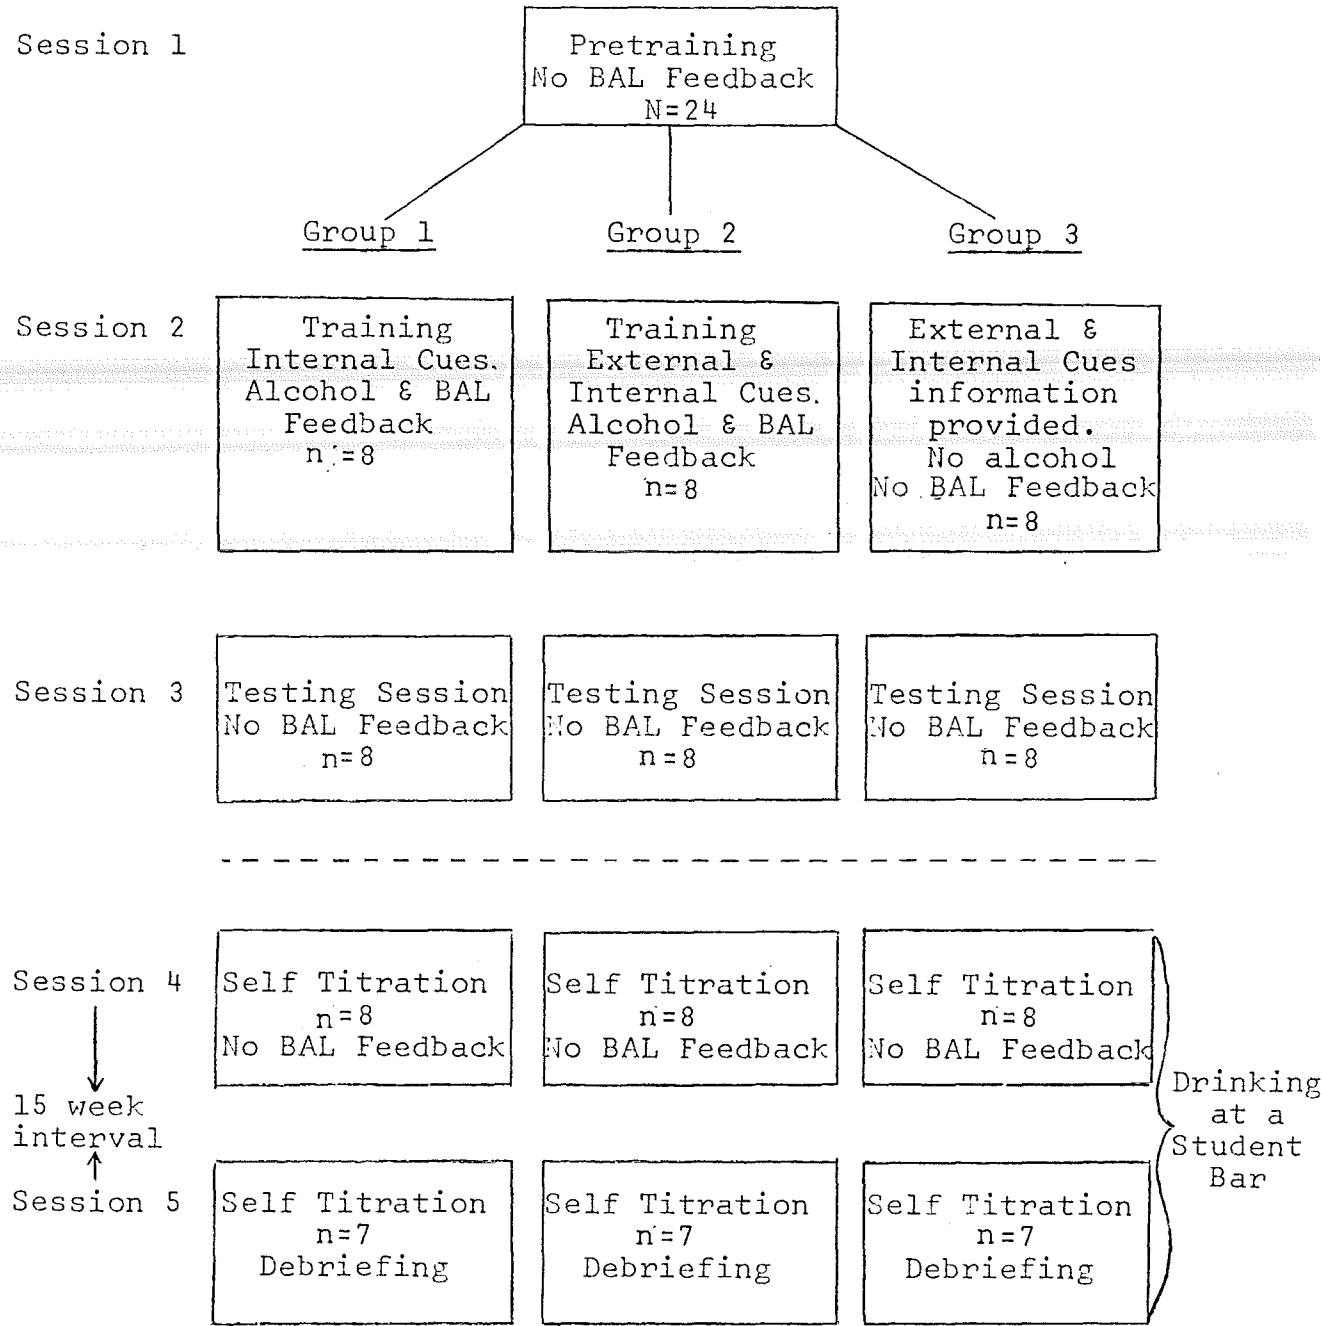 Session 1
Pretraining
No BAL Feedback
N=24
Group 1
Group 2
Group 3
Session 2
Training
Internal Cues.
Alcohol & BAL
Feedback
n=8
Training
External &
Internal Cues.
Alcohol & BAL
Feedback
n=8
External &
Internal Cues
information
provided.
No alcohol
No BAL Feedback
n=8
Session 3
Testing Session
No BAL Feedback
n=8
Testing Session
No BAL Feedback
n=8
Testing Session
No BAL Feedback
n=8
Session 4
Self Titration
n=8
No BAL Feedback
Self Titration
n=8
No BAL Feedback
Self Titration
n=8
No BAL Feedback
15 week
interval
Drinking
at a
Student
Bar
Session 5
Self Titration
n=7
Debriefing
Self Titration
n=7
Debriefing
Self Titration
n=7
Debriefing